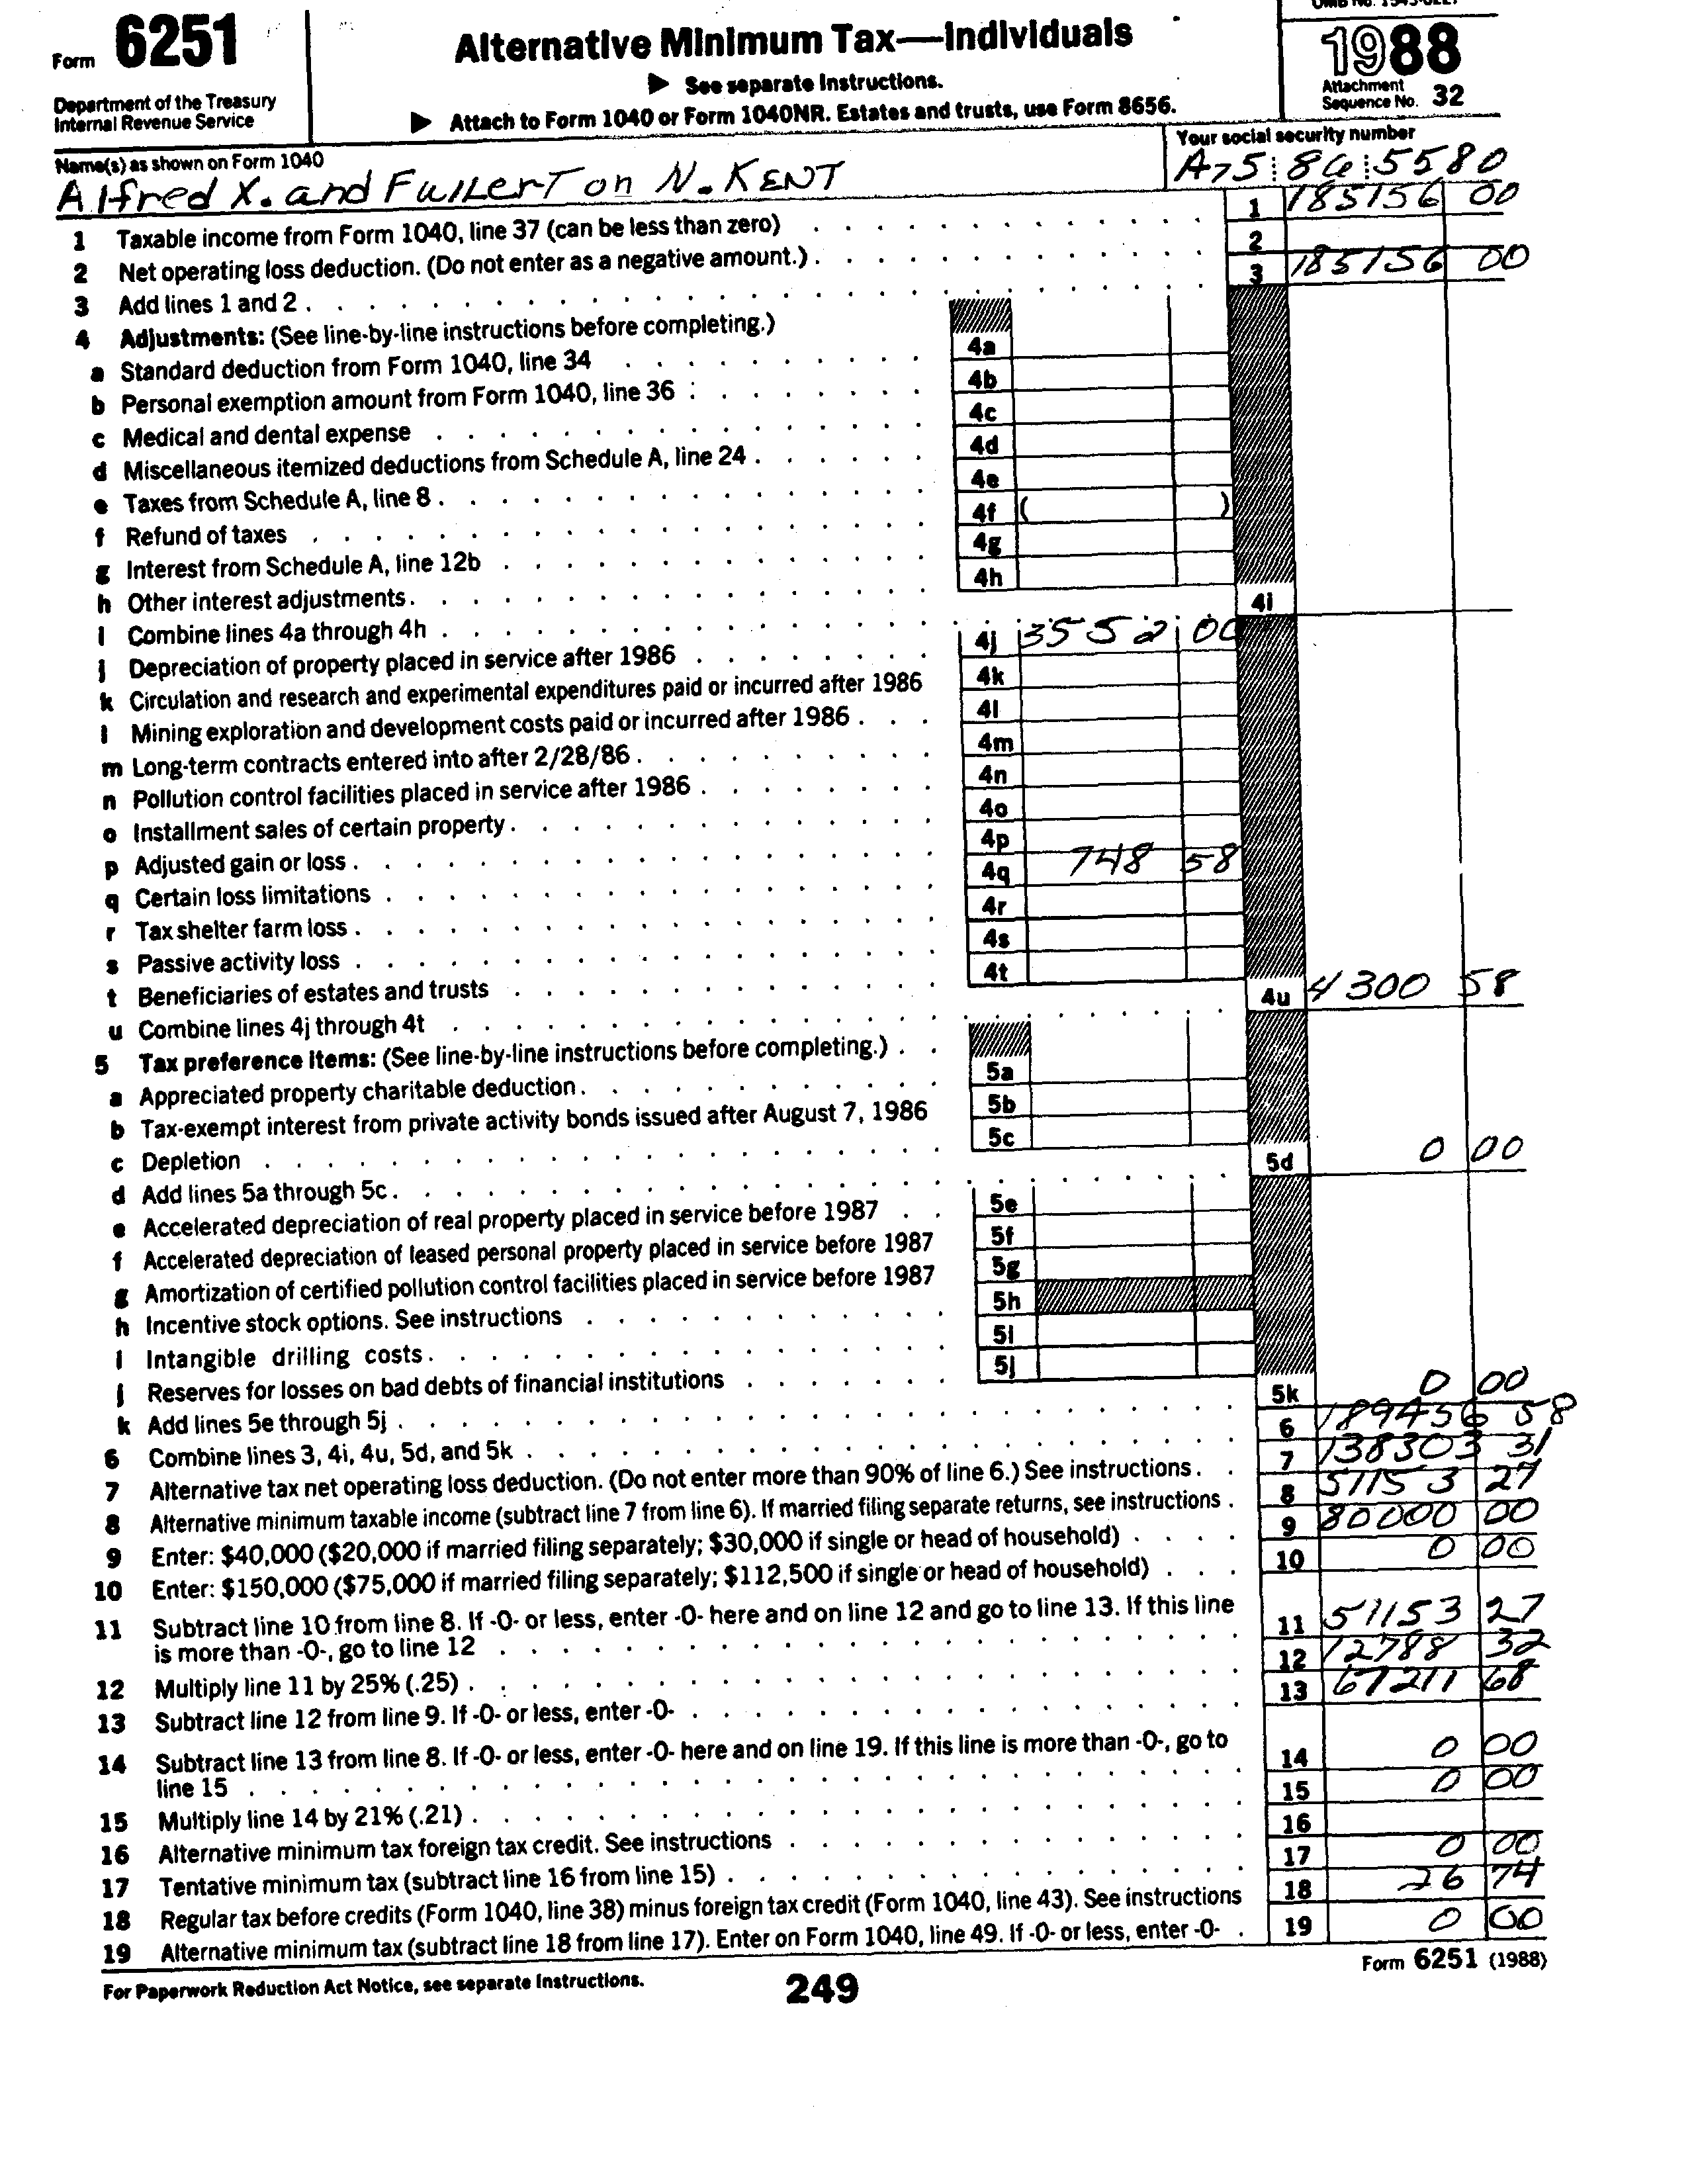 Form 6251
Department of the Treasury
Internal Revenue Service
Alternative Minimum Tax—Individuals
▶ See separate Instructions.
▶ Attach to Form 1040 or Form 1040NR. Estates and trusts, use Form 8656.
1988
Attachment
Sequence No. 32
Name(s) as shown on Form 1040
Alfred X. and FullerTon N. KENT
Your social security number
A75 86 5580
1 Taxable income from Form 1040, line 37 (can be less than zero) . . . 1 185156 00
2 Net operating loss deduction. (Do not enter as a negative amount.) . . . 2
3 Add lines 1 and 2 . . . 3 185156 00
4 Adjustments: (See line-by-line instructions before completing.)
a Standard deduction from Form 1040, line 34 . . . 4a
b Personal exemption amount from Form 1040, line 36 . . . 4b
c Medical and dental expense . . . 4c
d Miscellaneous itemized deductions from Schedule A, line 24 . . . 4d
e Taxes from Schedule A, line 8 . . . 4e
f Refund of taxes . . . 4f ( )
g Interest from Schedule A, line 12b . . . 4g
h Other interest adjustments . . . 4h
i Combine lines 4a through 4h . . . 4i
j Depreciation of property placed in service after 1986 . . . 4j 3552 00
k Circulation and research and experimental expenditures paid or incurred after 1986 4k
l Mining exploration and development costs paid or incurred after 1986 . . . 4l
m Long-term contracts entered into after 2/28/86 . . . 4m
n Pollution control facilities placed in service after 1986 . . . 4n
o Installment sales of certain property . . . 4o
p Adjusted gain or loss . . . 4p
q Certain loss limitations . . . 4q 748 58
r Tax shelter farm loss . . . 4r
s Passive activity loss . . . 4s
t Beneficiaries of estates and trusts . . . 4t
u Combine lines 4j through 4t . . . 4u 4300 58
5 Tax preference items: (See line-by-line instructions before completing.) . .
a Appreciated property charitable deduction . . . 5a
b Tax-exempt interest from private activity bonds issued after August 7, 1986 5b
c Depletion . . . 5c
d Add lines 5a through 5c . . . 5d 0 00
e Accelerated depreciation of real property placed in service before 1987 . . 5e
f Accelerated depreciation of leased personal property placed in service before 1987 5f
g Amortization of certified pollution control facilities placed in service before 1987 5g
h Incentive stock options. See instructions . . . 5h
i Intangible drilling costs . . . 5i
j Reserves for losses on bad debts of financial institutions . . . 5j
k Add lines 5e through 5j . . . 5k 0 00
6 Combine lines 3, 4i, 4u, 5d, and 5k . . . 6 189456 58
7 Alternative tax net operating loss deduction. (Do not enter more than 90% of line 6.) See instructions . . 7 138303 31
8 Alternative minimum taxable income (subtract line 7 from line 6). If married filing separate returns, see instructions . 8 51153 27
9 Enter: $40,000 ($20,000 if married filing separately; $30,000 if single or head of household) . . . 9 80000 00
10 Enter: $150,000 ($75,000 if married filing separately; $112,500 if single or head of household) . . . 10 0 00
11 Subtract line 10 from line 8. If -0- or less, enter -0- here and on line 12 and go to line 13. If this line
is more than -0-, go to line 12 . . . 11 51153 27
12 Multiply line 11 by 25% (.25) . . . 12 12788 32
13 Subtract line 12 from line 9. If -0- or less, enter -0- . . . 13 67211 68
14 Subtract line 13 from line 8. If -0- or less, enter -0- here and on line 19. If this line is more than -0-, go to
line 15 . . . 14 0 00
15 Multiply line 14 by 21% (.21) . . . 15 0 00
16 Alternative minimum tax foreign tax credit. See instructions . . . 16
17 Tentative minimum tax (subtract line 16 from line 15) . . . 17 0 00
18 Regular tax before credits (Form 1040, line 38) minus foreign tax credit (Form 1040, line 43). See instructions 18 26 74
19 Alternative minimum tax (subtract line 18 from line 17). Enter on Form 1040, line 49. If -0- or less, enter -0- . 19 0 00
For Paperwork Reduction Act Notice, see separate Instructions.
249
Form 6251 (1988)